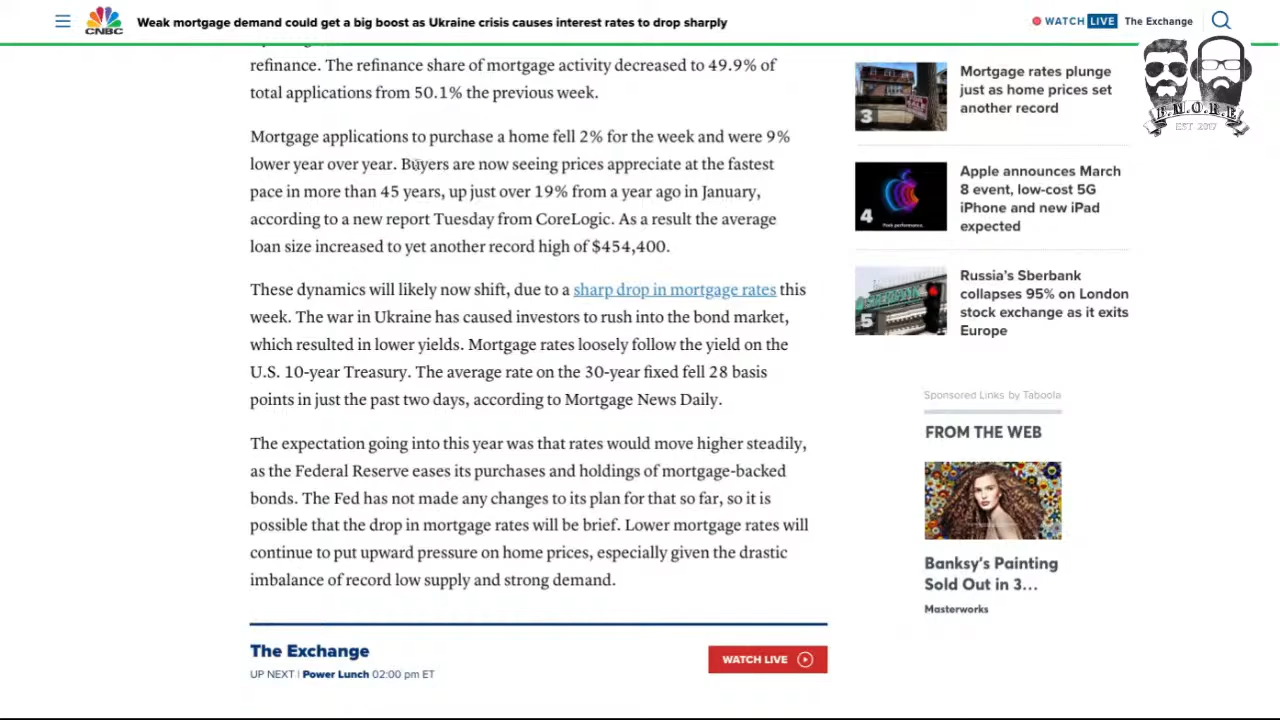 CNBC
Weak mortgage demand could get a big boost as Ukraine crisis causes interest rates to drop sharply
WATCH LIVE
The Exchange
refinance. The refinance share of mortgage activity decreased to 49.9% of
total applications from 50.1% the previous week.
Mortgage applications to purchase a home fell 2% for the week and were 9%
lower year over year. Buyers are now seeing prices appreciate at the fastest
pace in more than 45 years, up just over 19% from a year ago in January,
according to a new report Tuesday from CoreLogic. As a result the average
loan size increased to yet another record high of $454,400.
These dynamics will likely now shift, due to a sharp drop in mortgage rates this
week. The war in Ukraine has caused investors to rush into the bond market,
which resulted in lower yields. Mortgage rates loosely follow the yield on the
U.S. 10-year Treasury. The average rate on the 30-year fixed fell 28 basis
points in just the past two days, according to Mortgage News Daily.
The expectation going into this year was that rates would move higher steadily,
as the Federal Reserve eases its purchases and holdings of mortgage-backed
bonds. The Fed has not made any changes to its plan for that so far, so it is
possible that the drop in mortgage rates will be brief. Lower mortgage rates will
continue to put upward pressure on home prices, especially given the drastic
imbalance of record low supply and strong demand.
The Exchange
UP NEXT | Power Lunch 02:00 pm ET
WATCH LIVE
3
Mortgage rates plunge
just as home prices set
another record
4
Apple announces March
8 event, low-cost 5G
iPhone and new iPad
expected
5
Russia's Sberbank
collapses 95% on London
stock exchange as it exits
Europe
Sponsored Links by Taboola
FROM THE WEB
Banksy's Painting
Sold Out in 3...
Masterworks
B.M.O.R.E
EST 2017